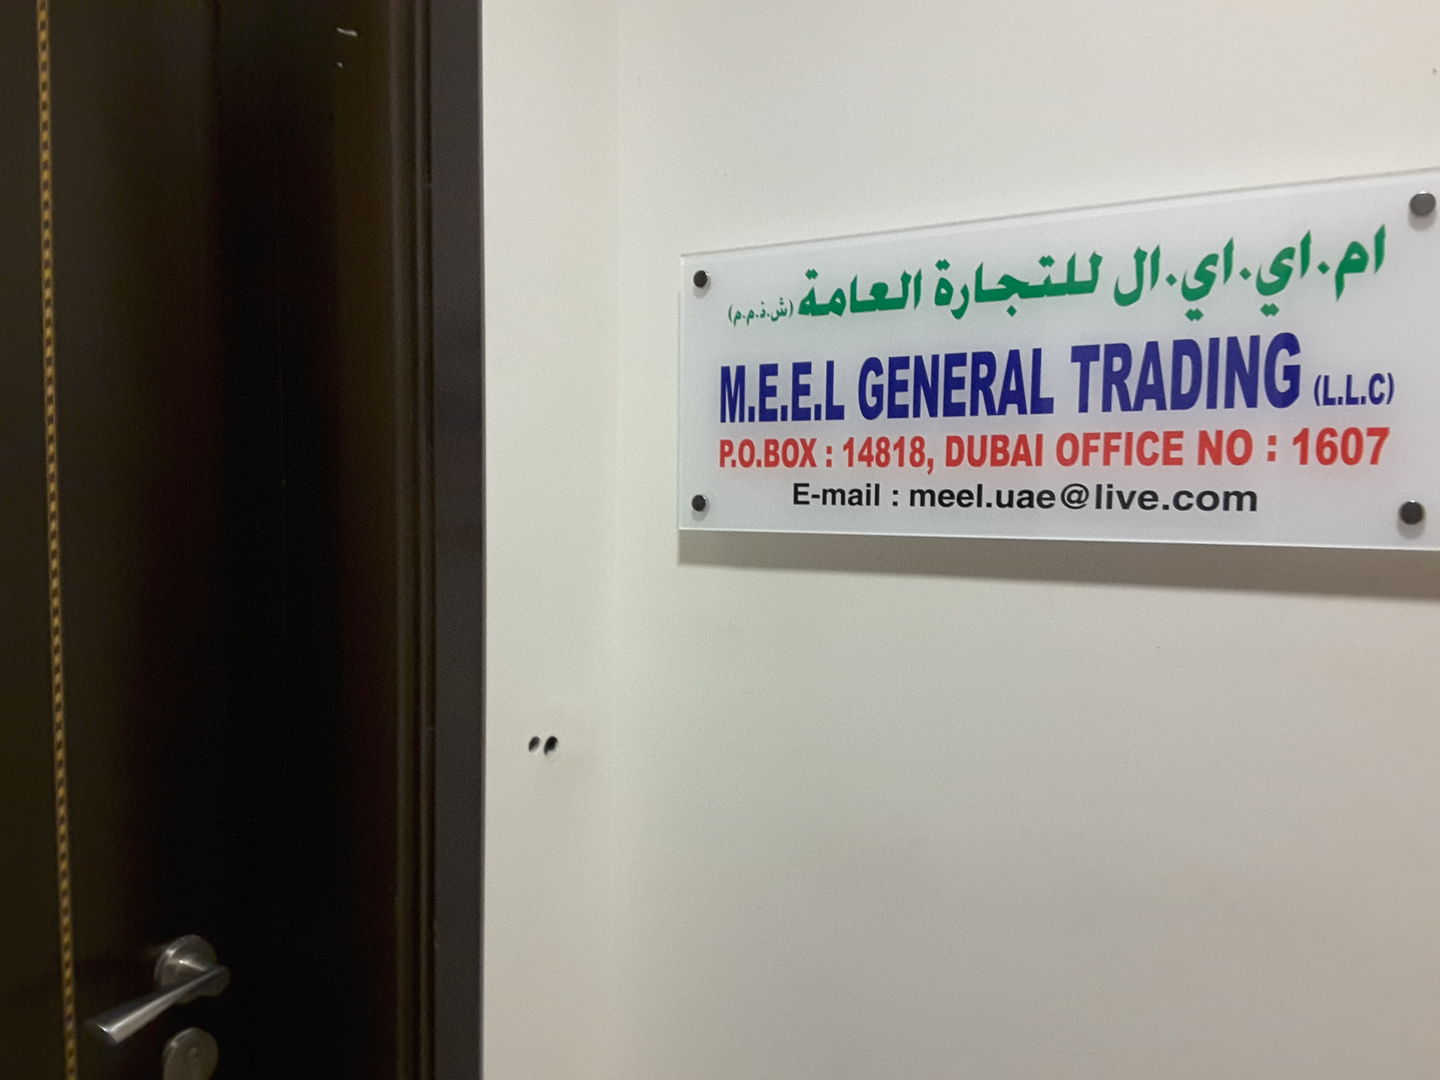 ام.اي.اي.ال للتجارة العامة (ش.ذ.م.م)
M.E.E.L GENERAL TRADING (L.L.C)
P.O.BOX : 14818, DUBAI OFFICE NO : 1607
E-mail : meel.uae@live.com